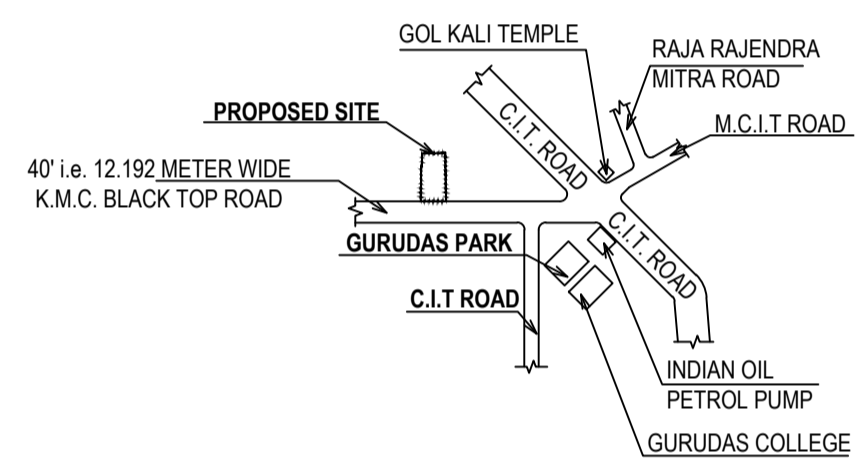 GOL KALI TEMPLE
RAJA RAJENDRA
MITRA ROAD
PROPOSED SITE
C.I.T. ROAD
M.C.I.T ROAD
40' i.e. 12.192 METER WIDE
K.M.C. BLACK TOP ROAD
GURUDAS PARK
C.I.T. ROAD
C.I.T ROAD
INDIAN OIL
PETROL PUMP
GURUDAS COLLEGE